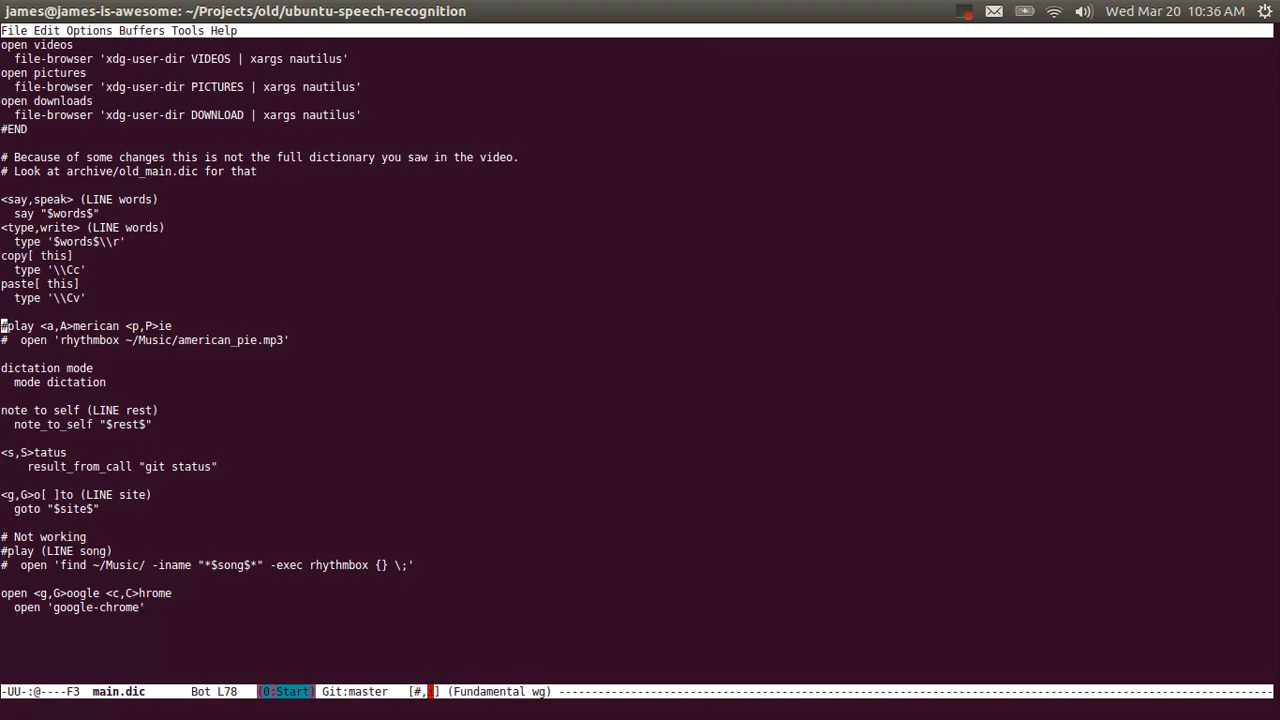 james@james-is-awesome: ~/Projects/old/ubuntu-speech-recognition
Wed Mar 20 10:36 AM
File Edit Options Buffers Tools Help
open videos
  file-browser 'xdg-user-dir VIDEOS | xargs nautilus'
open pictures
  file-browser 'xdg-user-dir PICTURES | xargs nautilus'
open downloads
  file-browser 'xdg-user-dir DOWNLOAD | xargs nautilus'
#END
# Because of some changes this is not the full dictionary you saw in the video.
# Look at archive/old_main.dic for that
<say,speak> (LINE words)
  say "$words$"
<type,write> (LINE words)
  type '$words$\\r'
copy[ this]
  type '\\Cc'
paste[ this]
  type '\\Cv'
#play <a,A>merican <p,P>ie
#  open 'rhythmbox ~/Music/american_pie.mp3'
dictation mode
  mode dictation
note to self (LINE rest)
  note_to_self "$rest$"
<s,S>tatus
    result_from_call "git status"
<g,G>o[ ]to (LINE site)
  goto "$site$"
# Not working
#play (LINE song)
#  open 'find ~/Music/ -iname "*$song$*" -exec rhythmbox {} \;'
open <g,G>oogle <c,C>hrome
  open 'google-chrome'
-UU-:@----F3  main.dic       Bot L78   (0:Start) Git:master   [#, ] (Fundamental wg) --------------------------------------------------------------------------------------------------------------